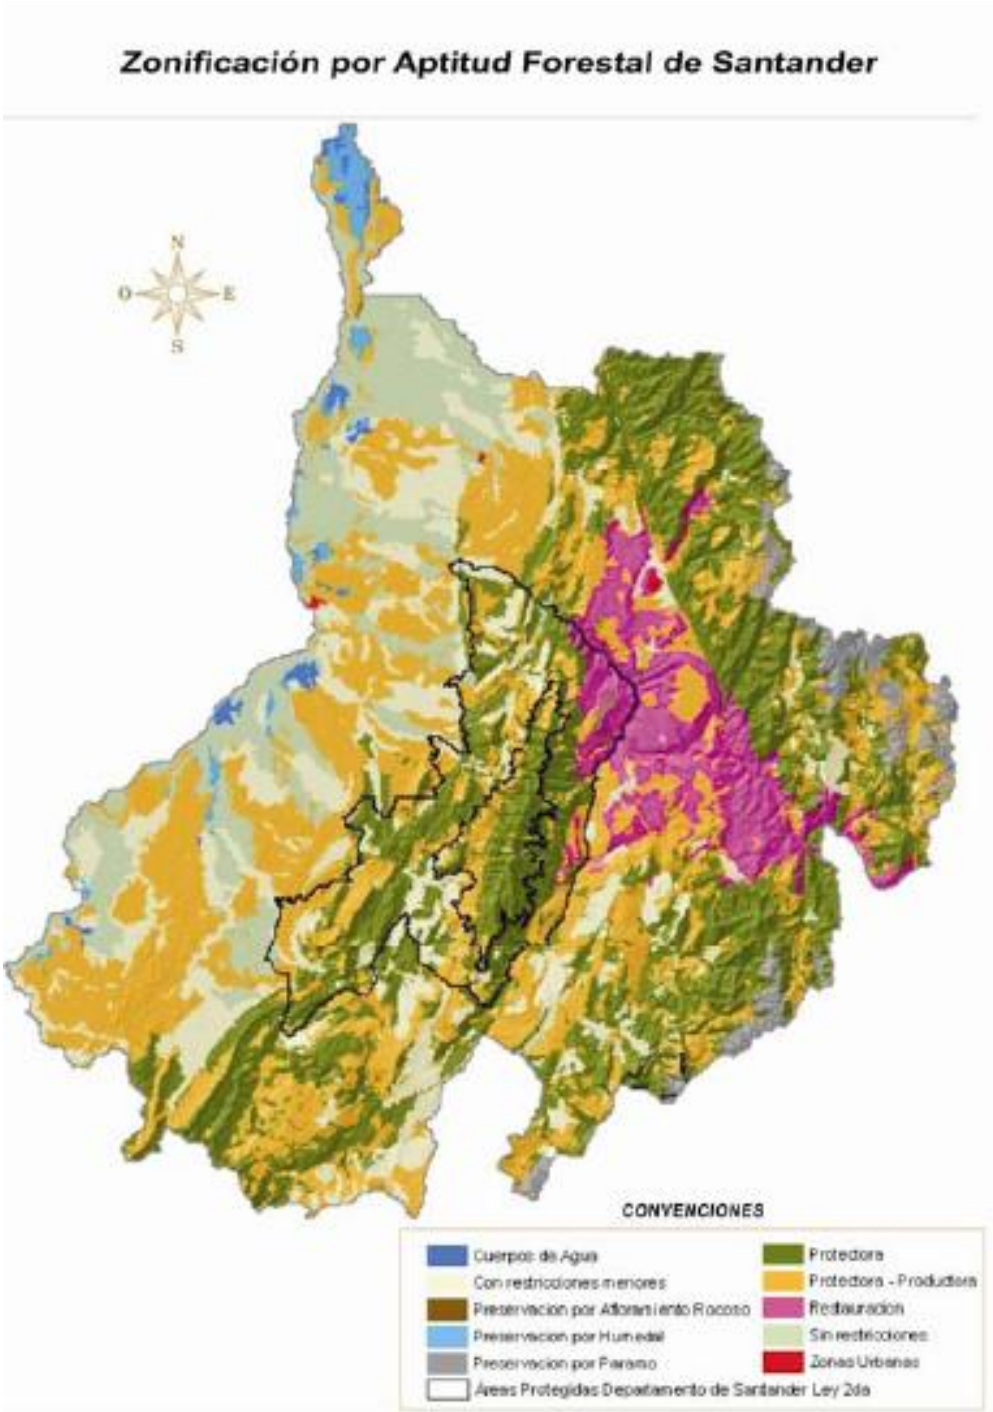 Zonificación por Aptitud Forestal de Santander
N
O E
S
CONVENCIONES
Cuerpos de Agua
Con restricciones menores
Preservacion por Afloramiento Rocoso
Preservacion por Humedal
Preservacion por Paramo
Areas Protegidas Departamento de Santander Ley 2da
Protectora
Protectora - Productora
Restauracion
Sin restricciones
Zonas Urbanas